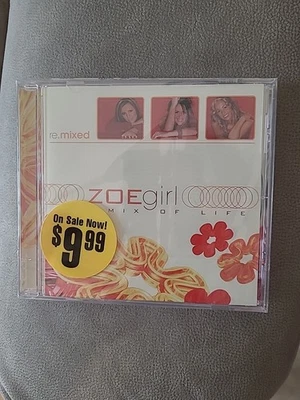 re.mixed
ZOEgirl
MIX OF LIFE
On Sale Now!
$9.99